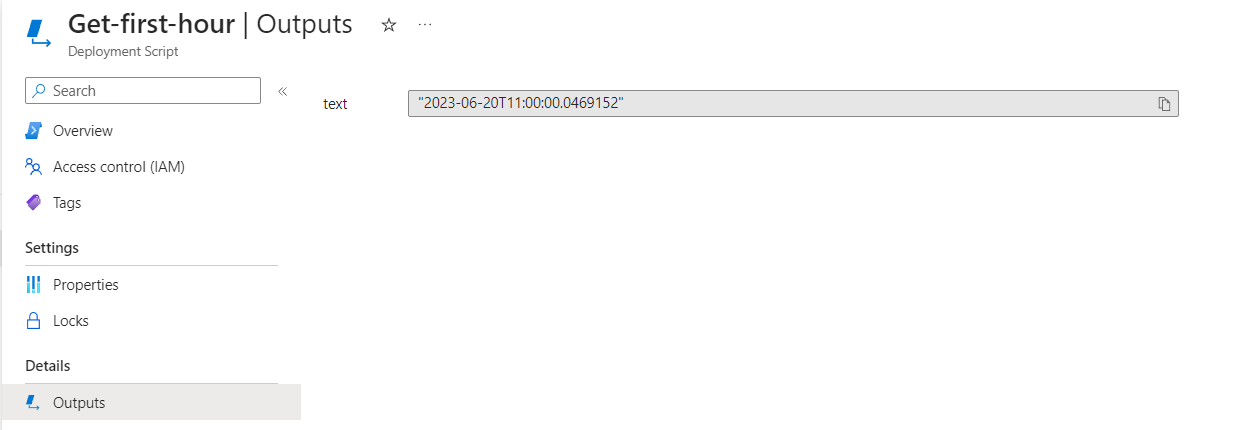 Get-first-hour | Outputs
Deployment Script
Search
text
"2023-06-20T11:00:00.0469152"
Overview
Access control (IAM)
Tags
Settings
Properties
Locks
Details
Outputs